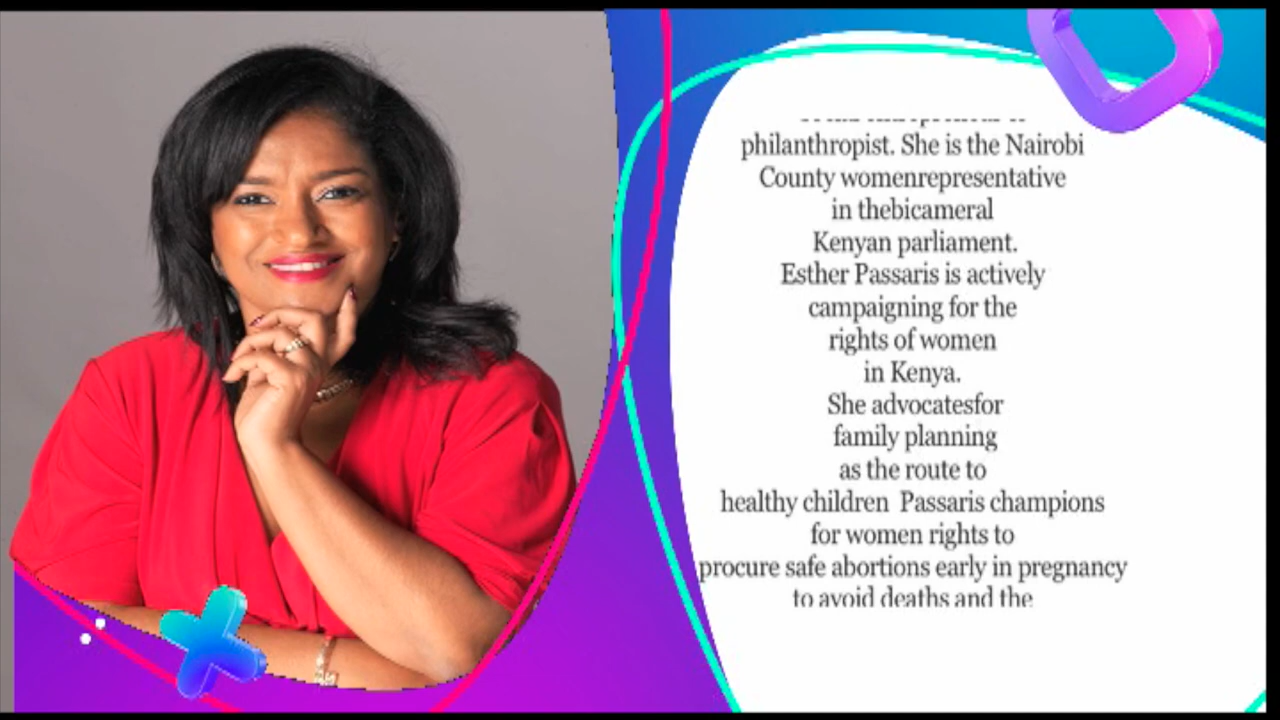 philanthropist. She is the Nairobi
County womenrepresentative
in thebicameral
Kenyan parliament.
Esther Passaris is actively
campaigning for the
rights of women
in Kenya.
She advocatesfor
family planning
as the route to
healthy children  Passaris champions
for women rights to
procure safe abortions early in pregnancy
to avoid deaths and the